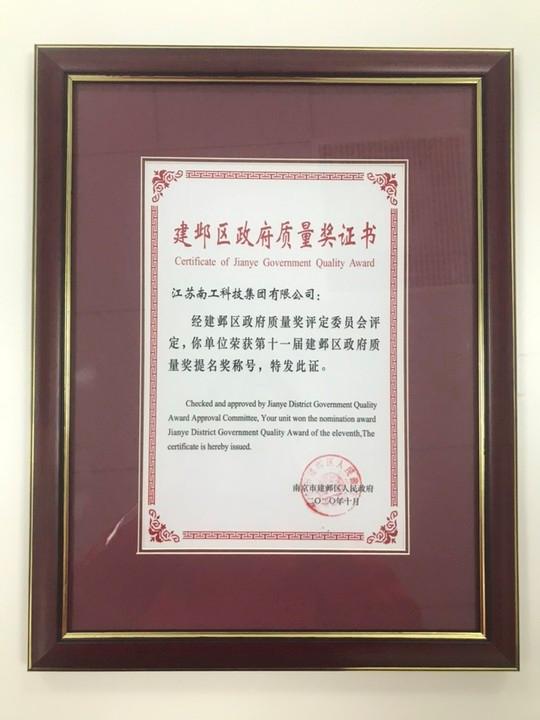 建邺区政府质量奖证书
Certificate of Jianye Government Quality Award
江苏南工科技集团有限公司：
经建邺区政府质量奖评定委员会评
定，你单位荣获第十一届建邺区政府质
量奖提名奖称号，特发此证。
Checked and approved by Jianye District Government Quality
Award Approval Committee, Your unit won the nomination award
Jianye District Government Quality Award of the eleventh,The
certificate is hereby issued.
南京市建邺区人民政府
二〇二〇年十月